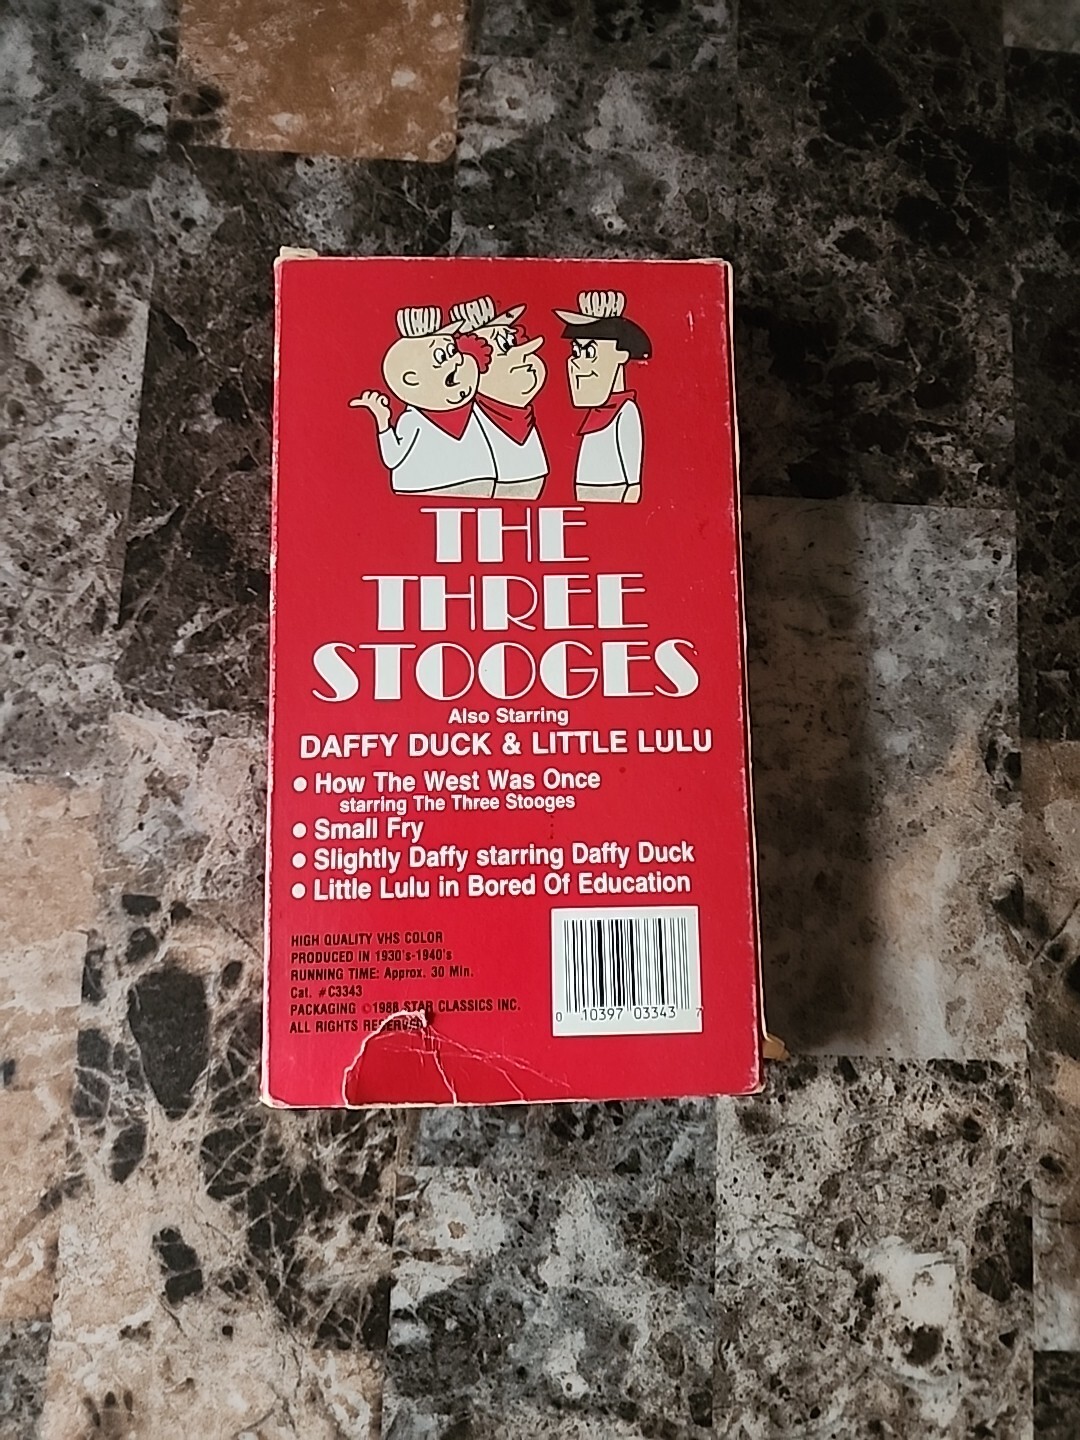 THE
THREE
STOOGES
Also Starring
DAFFY DUCK & LITTLE LULU
● How The West Was Once
starring The Three Stooges
● Small Fry
● Slightly Daffy starring Daffy Duck
● Little Lulu in Bored Of Education
HIGH QUALITY VHS COLOR
PRODUCED IN 1930's-1940's
RUNNING TIME: Approx. 30 Min.
Cat. #C3343
PACKAGING ©1988 STAR CLASSICS INC.
ALL RIGHTS RESERVED
0 10397 03343 7